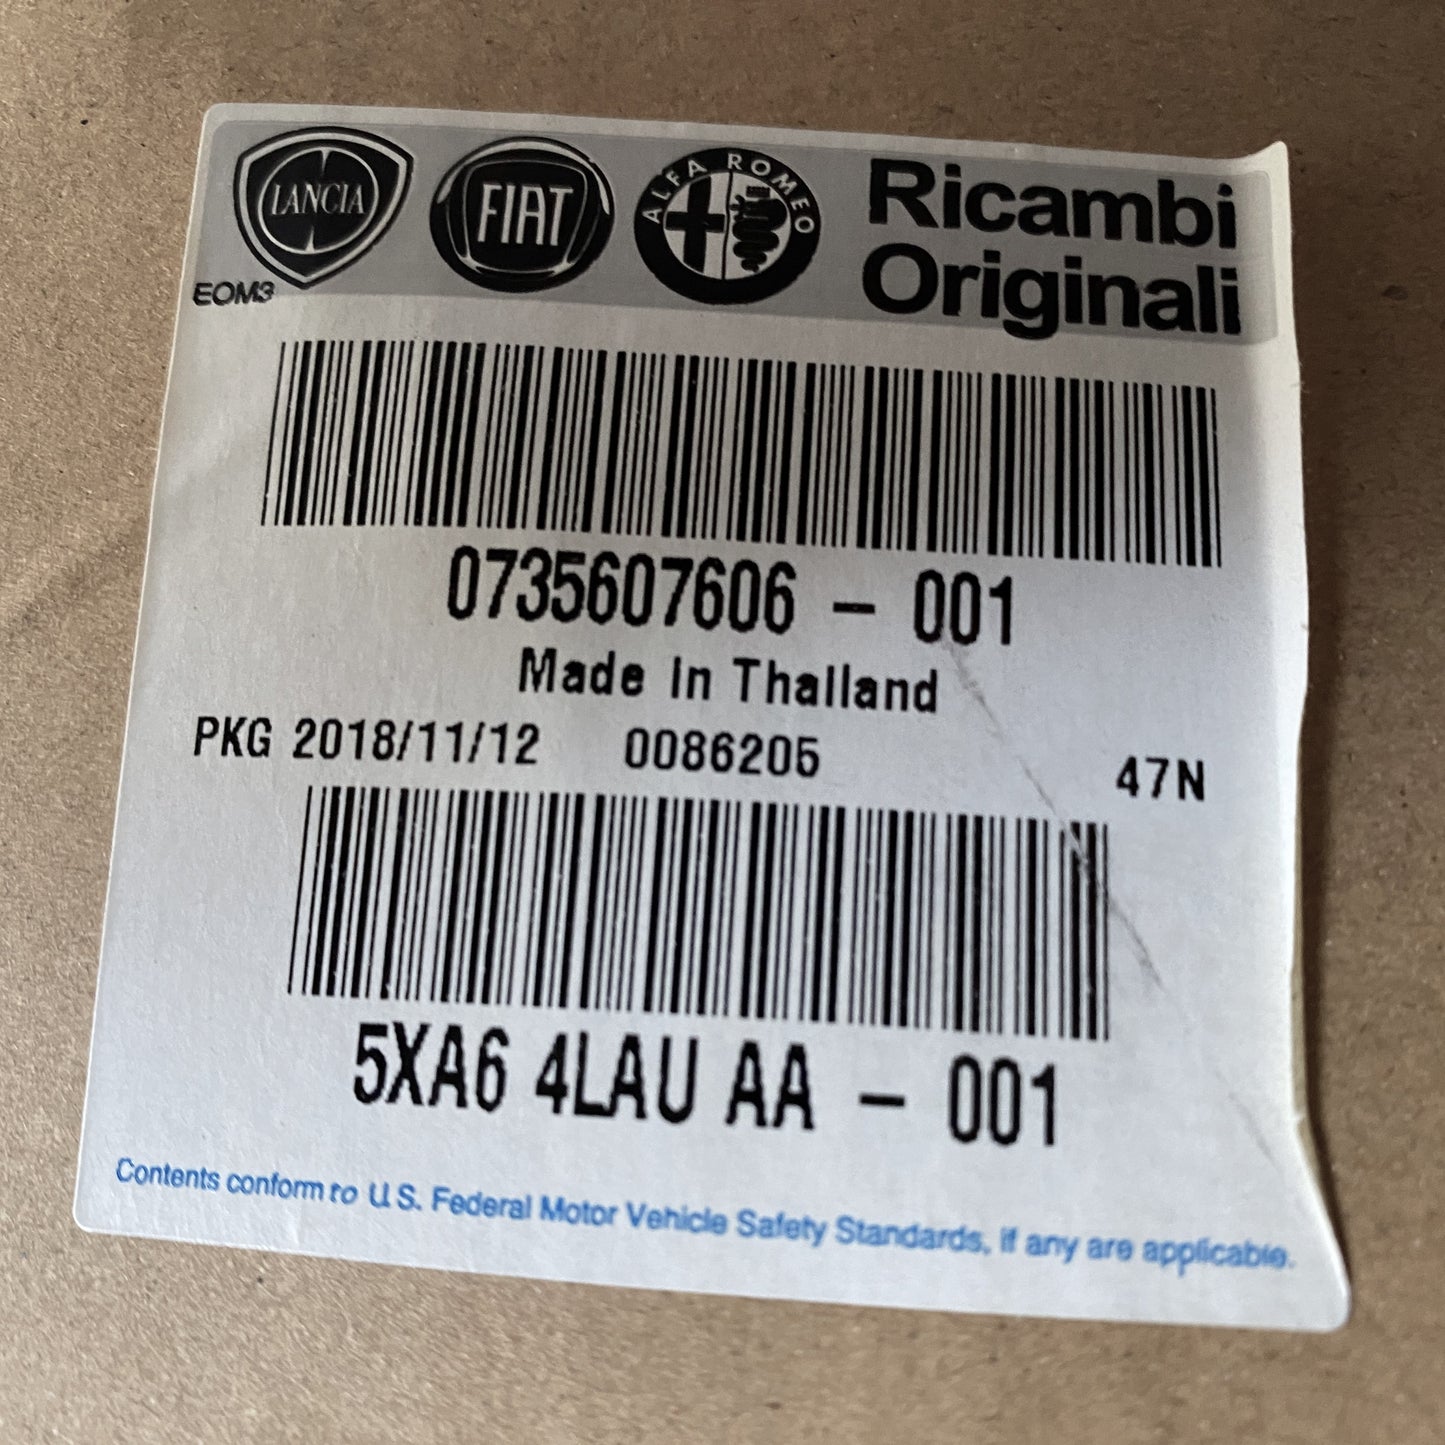 LANCIA
FIAT
ALFA ROMEO
Ricambi
Originali
EOM3
0735607606 - 001
Made In Thailand
PKG 2018/11/12 0086205 47N
5XA6 4LAU AA - 001
Contents conform to U.S. Federal Motor Vehicle Safety Standards, if any are applicable.